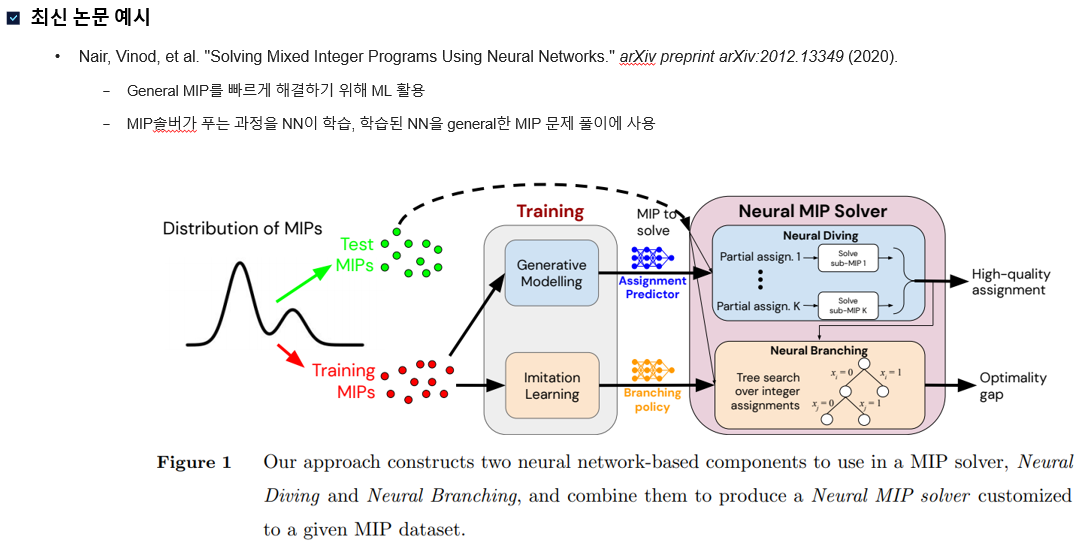 최신 논문 예시
• Nair, Vinod, et al. "Solving Mixed Integer Programs Using Neural Networks." arXiv preprint arXiv:2012.13349 (2020).
– General MIP를 빠르게 해결하기 위해 ML 활용
– MIP솔버가 푸는 과정을 NN이 학습, 학습된 NN을 general한 MIP 문제 풀이에 사용
Distribution of MIPs
Test
MIPs
Training
MIPs
Training
Generative
Modelling
Imitation
Learning
MIP to
solve
Assignment
Predictor
Branching
policy
Neural MIP Solver
Neural Diving
Partial assign. 1
Solve
sub-MIP 1
Partial assign. K
Solve
sub-MIP K
Neural Branching
Tree search
over integer
assignments
xᵢ = 0
xᵢ = 1
xⱼ = 0
xⱼ = 1
High-quality
assignment
Optimality
gap
Figure 1 Our approach constructs two neural network-based components to use in a MIP solver, Neural
Diving and Neural Branching, and combine them to produce a Neural MIP solver customized
to a given MIP dataset.